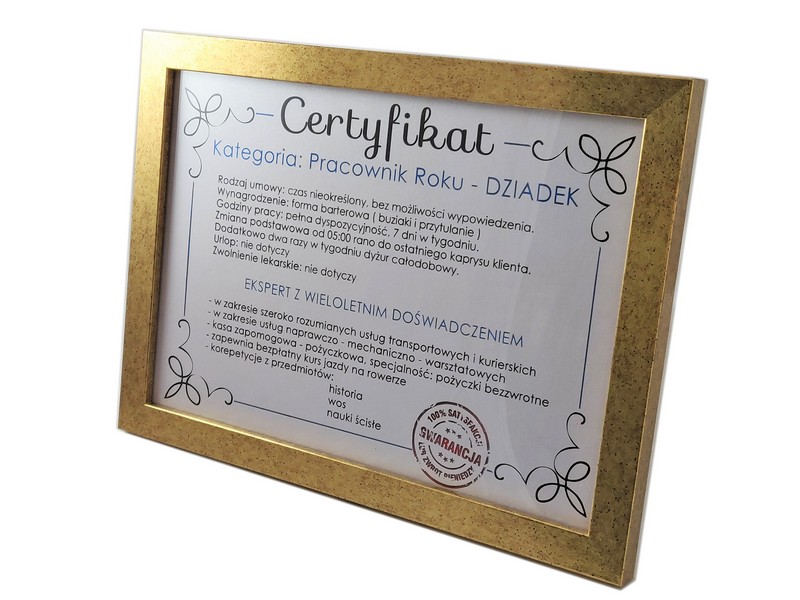 Certyfikat
Kategoria: Pracownik Roku - DZIADEK
Rodzaj umowy: czas nieokreślony, bez możliwości wypowiedzenia.
Wynagrodzenie: forma barterowa ( buziaki i przytulanie )
Godziny pracy: pełna dyspozycyjność, 7 dni w tygodniu.
Zmiana podstawowa od 05:00 rano do ostatniego kaprysu klienta.
Dodatkowo dwa razy w tygodniu dyżur całodobowy.
Urlop: nie dotyczy
Zwolnienie lekarskie: nie dotyczy
EKSPERT Z WIELOLETNIM DOŚWIADCZENIEM
- w zakresie szeroko rozumianych usług transportowych i kurierskich
- w zakresie usług naprawczo - mechaniczno - warsztatowych
- kasa zapomogowa - pożyczkowa, specjalność: pożyczki bezzwrotne
- zapewnia bezpłatny kurs jazdy na rowerze
- korepetycje z przedmiotów:
historia
wos
nauki ścisłe
100% SATYSFAKCJI
GWARANCJA
ZWROT PIENIĘDZY